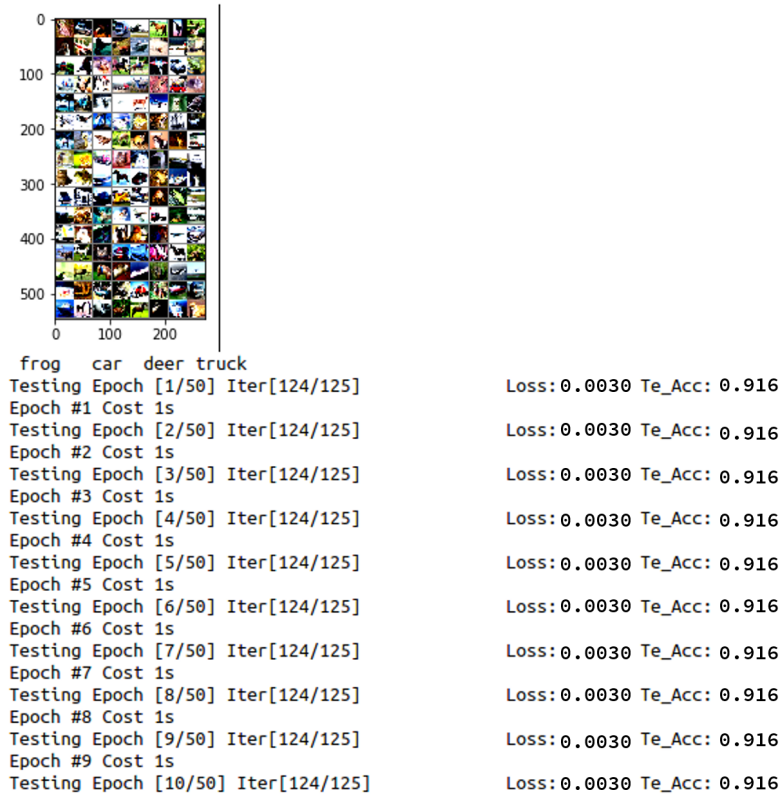 0
100
200
300
400
500
0 100 200
frog car deer truck
Testing Epoch [1/50] Iter[124/125] Loss: 0.0030 Te_Acc: 0.916
Epoch #1 Cost 1s
Testing Epoch [2/50] Iter[124/125] Loss: 0.0030 Te_Acc: 0.916
Epoch #2 Cost 1s
Testing Epoch [3/50] Iter[124/125] Loss: 0.0030 Te_Acc: 0.916
Epoch #3 Cost 1s
Testing Epoch [4/50] Iter[124/125] Loss: 0.0030 Te_Acc: 0.916
Epoch #4 Cost 1s
Testing Epoch [5/50] Iter[124/125] Loss: 0.0030 Te_Acc: 0.916
Epoch #5 Cost 1s
Testing Epoch [6/50] Iter[124/125] Loss: 0.0030 Te_Acc: 0.916
Epoch #6 Cost 1s
Testing Epoch [7/50] Iter[124/125] Loss: 0.0030 Te_Acc: 0.916
Epoch #7 Cost 1s
Testing Epoch [8/50] Iter[124/125] Loss: 0.0030 Te_Acc: 0.916
Epoch #8 Cost 1s
Testing Epoch [9/50] Iter[124/125] Loss: 0.0030 Te_Acc: 0.916
Epoch #9 Cost 1s
Testing Epoch [10/50] Iter[124/125] Loss: 0.0030 Te_Acc: 0.916